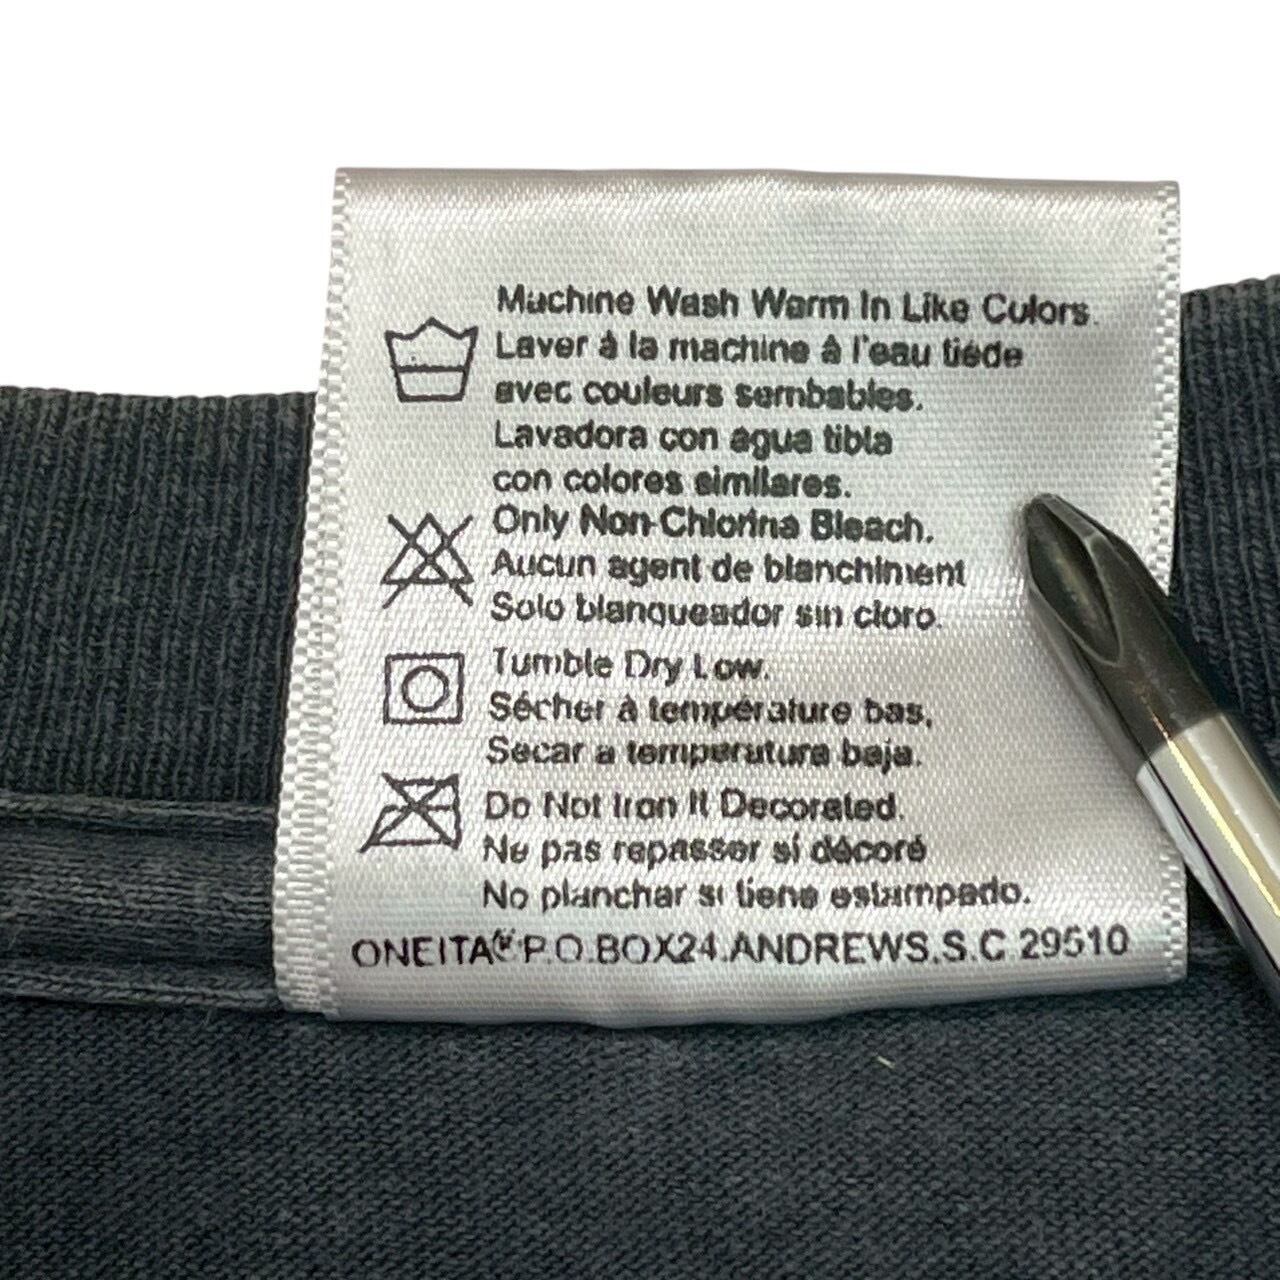 Machine Wash Warm In Like Colors.
Laver à la machine à l'eau tiède
avec couleurs sembables.
Lavadora con agua tibia
con colores similares.
Only Non-Chlorine Bleach.
Aucun agent de blanchiment
Solo blanqueador sin cloro.
Tumble Dry Low.
Sécher à température bas,
Secar a temperatura baja.
Do Not Iron If Decorated.
Ne pas repasser si décoré
No planchar si tiene estampado.
ONEITA® P.O.BOX24.ANDREWS.S.C 29510